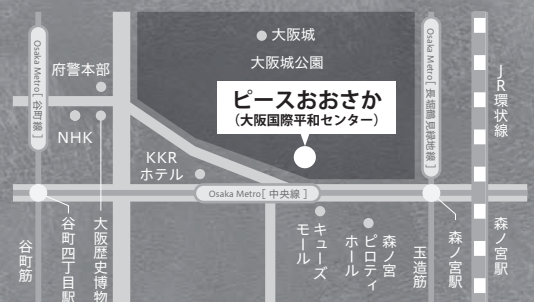 大阪城
大阪城公園
Osaka Metro[ 谷町線 ]
府警本部
NHK
ピースおおさか
（大阪国際平和センター）
Osaka Metro[ 長堀鶴見緑地線 ]
JR環状線
KKR
ホテル
Osaka Metro[ 中央線 ]
谷町筋
谷町四丁目駅
大阪歴史博物
キューズ
モール
森ノ宮
ピロティ
ホール
玉造筋
森ノ宮駅
森ノ宮駅